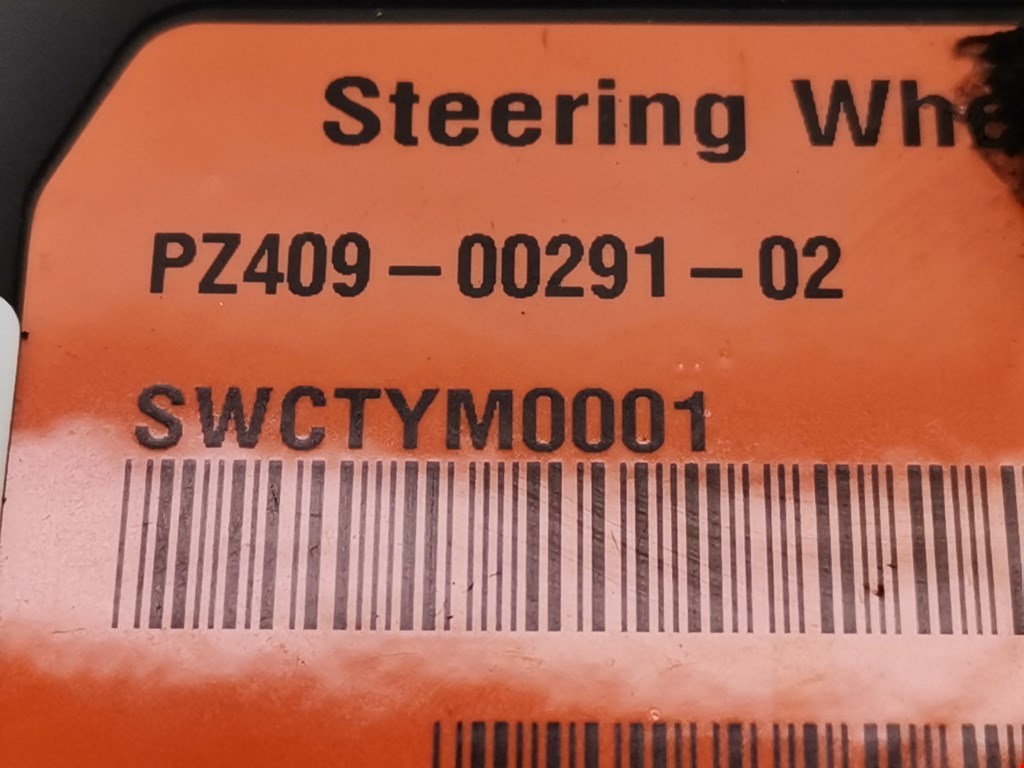 Steering Whe
PZ409-00291-02
SWCTYM0001